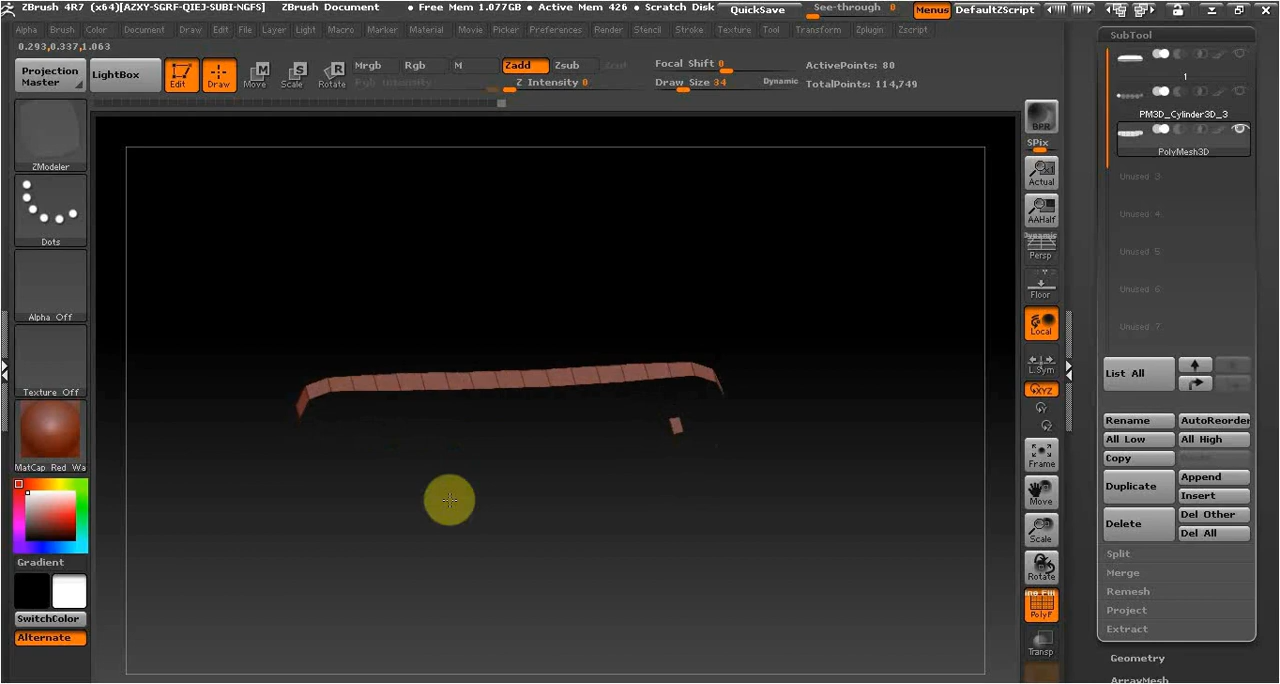 ZBrush 4R7 (x64)[AZXY-SGRF-QIEJ-SUBI-NGFS] ZBrush Document • Free Mem 1.077GB • Active Mem 426 • Scratch Disk QuickSave See-through 0 Menus DefaultZScript
Alpha Brush Color Document Draw Edit File Layer Light Macro Marker Material Movie Picker Preferences Render Stencil Stroke Texture Tool Transform Zplugin Zscript
0.293,0.337,1.063
Projection Master
LightBox
Edit
Draw
Move
Scale
Rotate
Mrgb Rgb M Zadd Zsub Zcut
Rgb Intensity Z Intensity 0
Focal Shift 0
Draw Size 34 Dynamic
ActivePoints: 80
TotalPoints: 114,749
ZModeler
Dots
Alpha Off
Texture Off
MatCap Red Wa
Gradient
SwitchColor
Alternate
BPR
SPix
Actual
AAHalf
Dynamic
Persp
Floor
Local
L.Sym
XYZ
Frame
Move
Scale
Rotate
PolyF
Transp
SubTool
1
PM3D_Cylinder3D_3
PolyMesh3D
Unused 3
Unused 4
Unused 5
Unused 6
Unused 7
List All
Rename AutoReorder
All Low All High
Copy
Duplicate
Append
Insert
Delete
Del Other
Del All
Split
Merge
Remesh
Project
Extract
Geometry
ArrayMesh